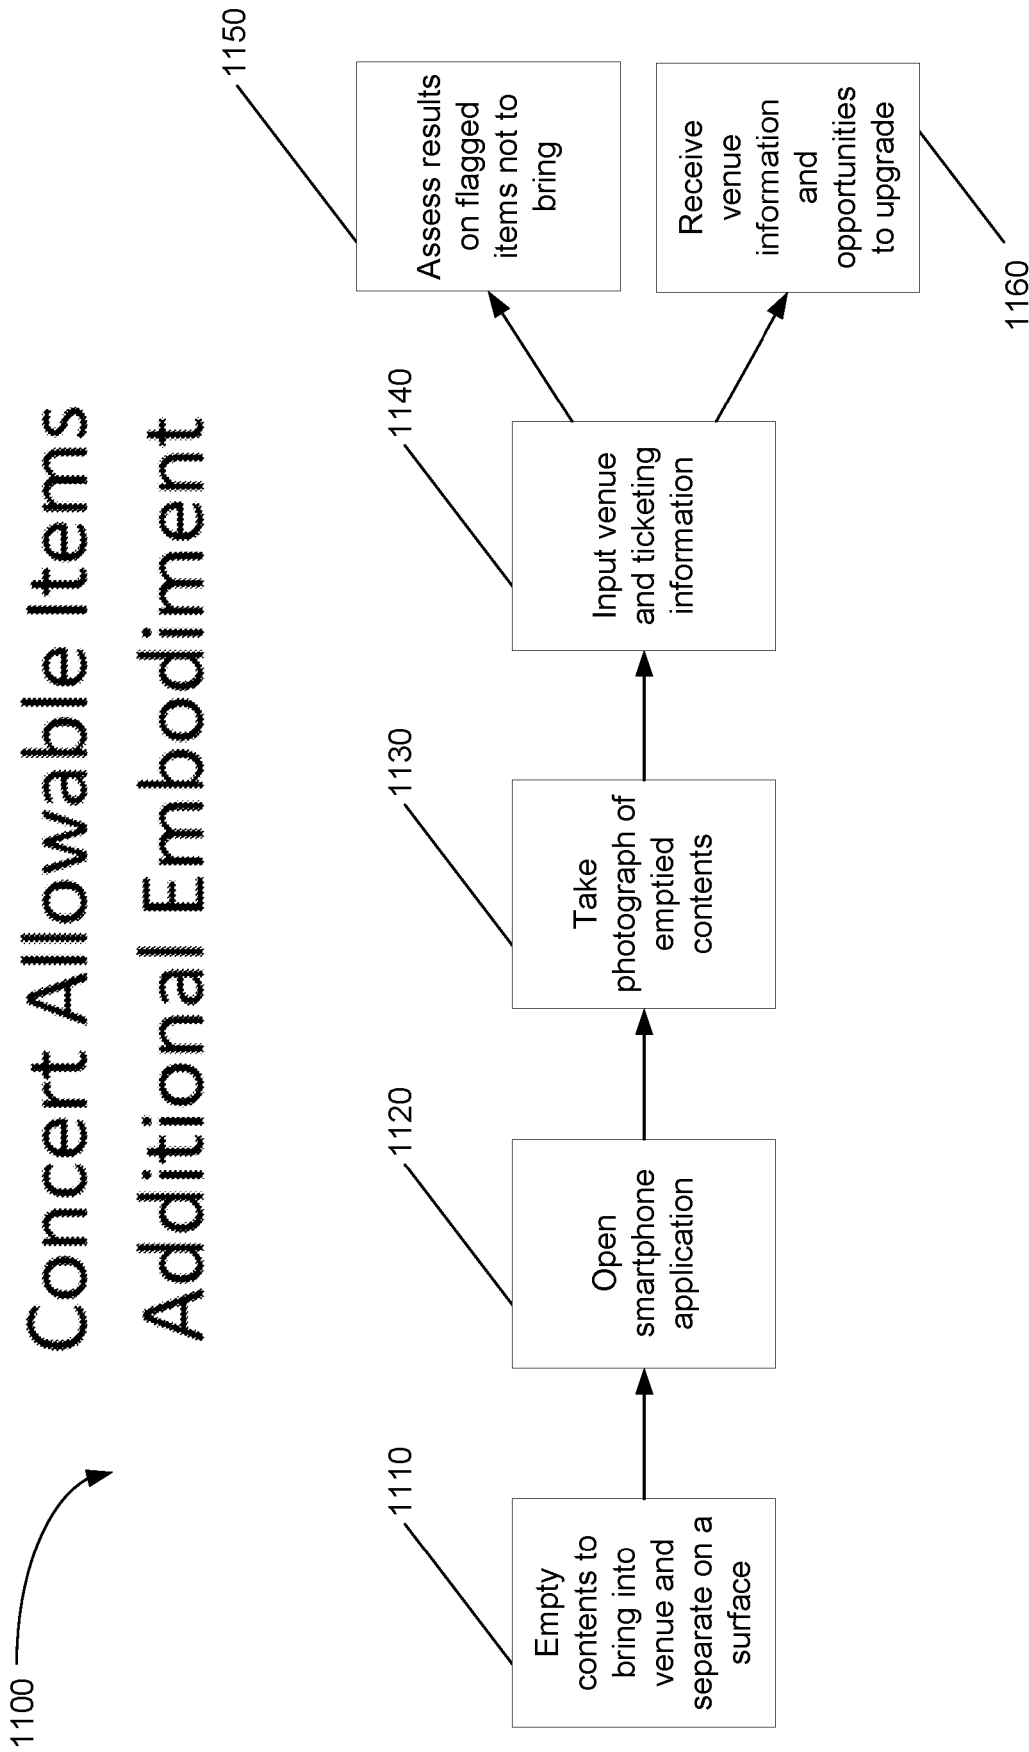 1100
Concert Allowable Items
Additional Embodiment
1110
Empty
contents to
bring into
venue and
separate on a
surface
1120
Open
smartphone
application
1130
Take
photograph of
emptied
contents
1140
Input venue
and ticketing
information
1150
Assess results
on flagged
items not to
bring
Receive
venue
information
and
opportunities
to upgrade
1160